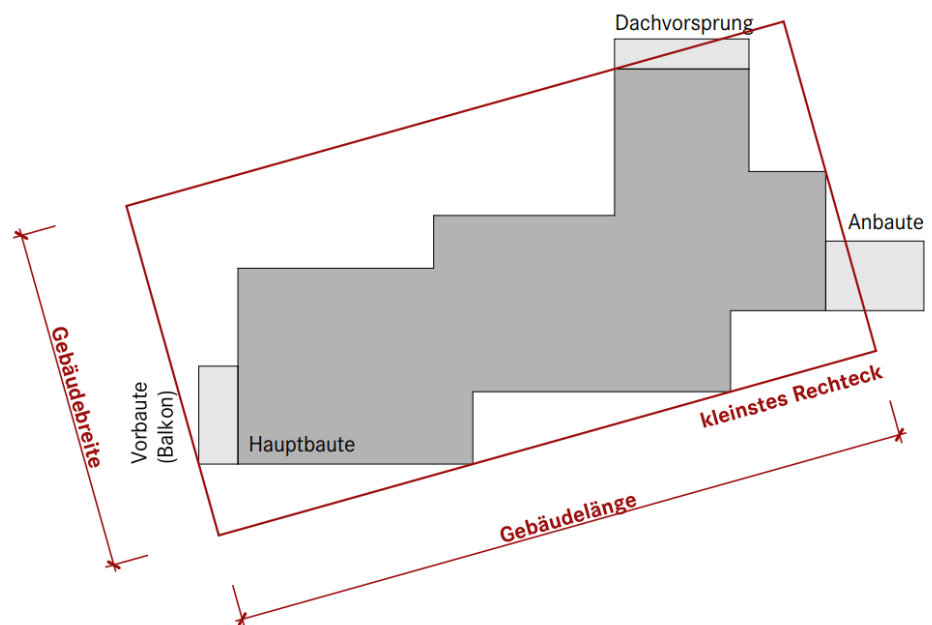 Dachvorsprung
Anbaute
Gebäudebreite
Vorbaute
(Balkon)
Hauptbaute
kleinstes Rechteck
Gebäudelänge